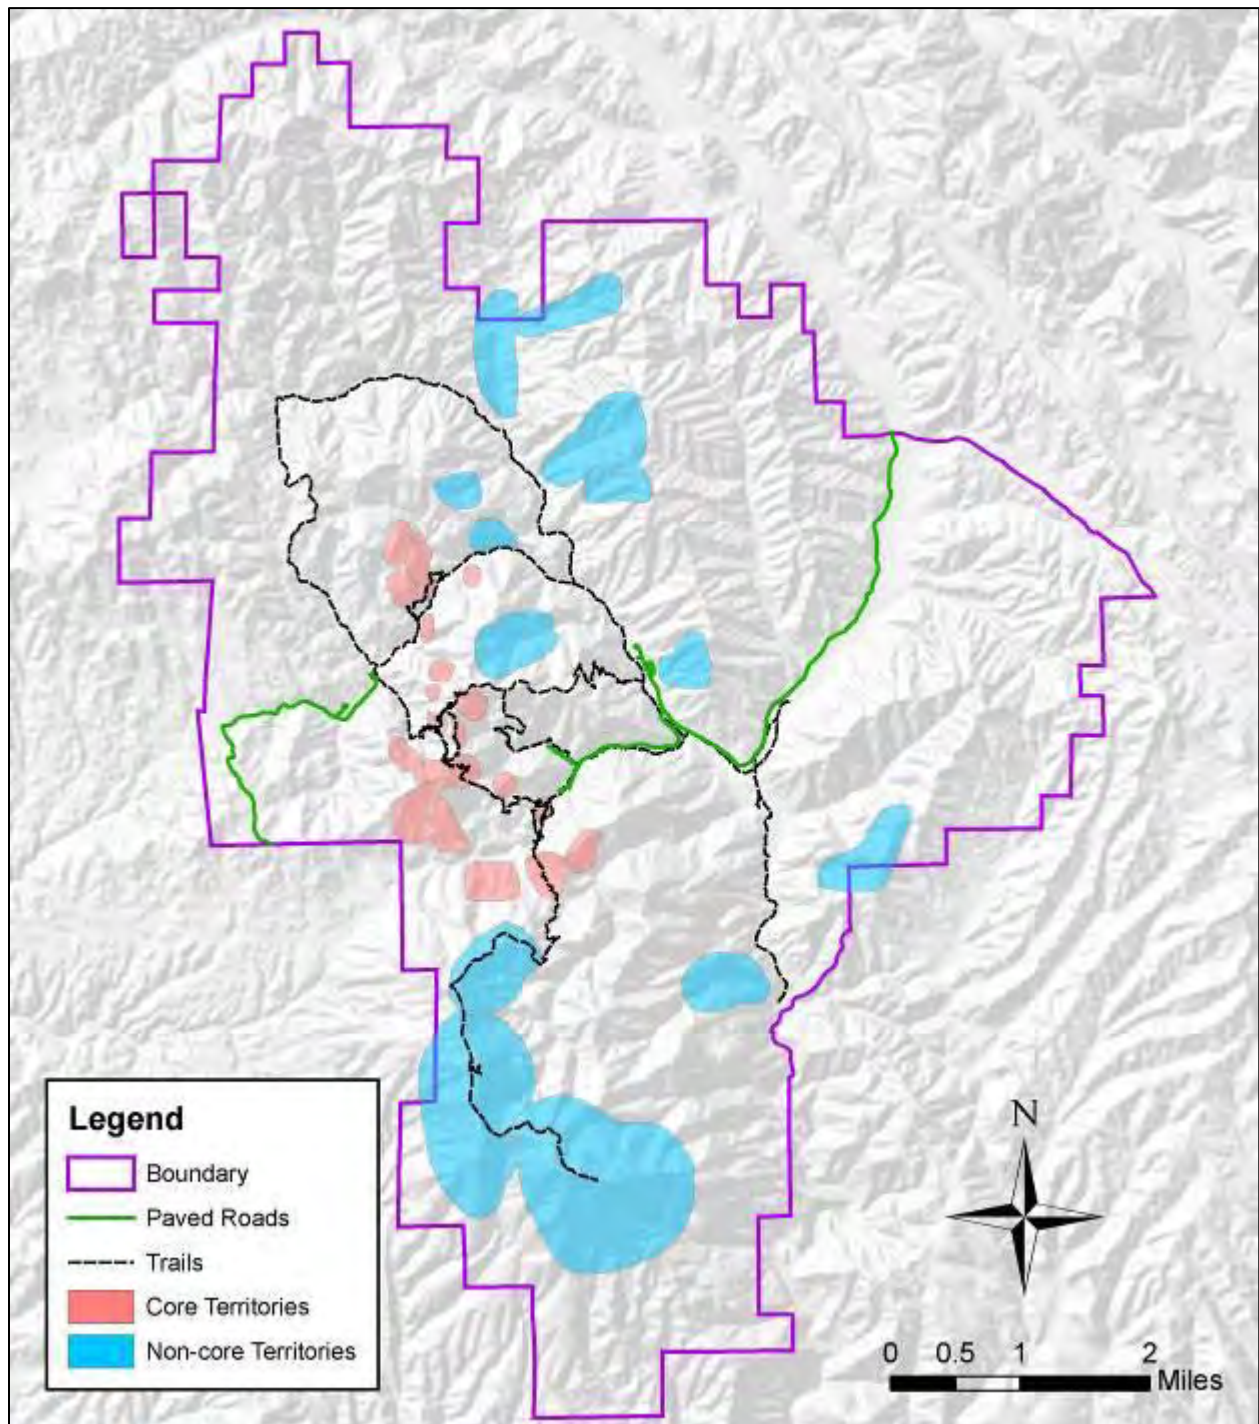 Legend
Boundary
Paved Roads
Trails
Core Territories
Non-core Territories
N
0 0.5 1 2
Miles